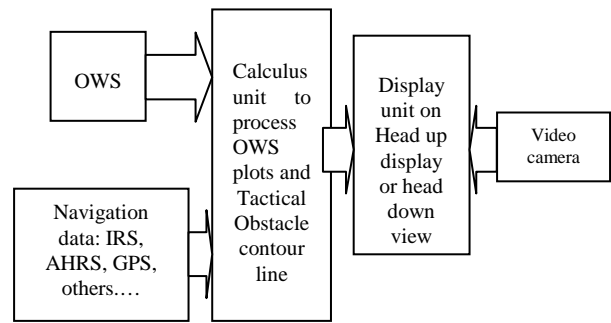 OWS
Navigation
data: IRS,
AHRS, GPS,
others.…
Calculus
unit to
process
OWS
plots and
Tactical
Obstacle
contour
line
Display
unit on
Head up
display
or head
down
view
Video
camera